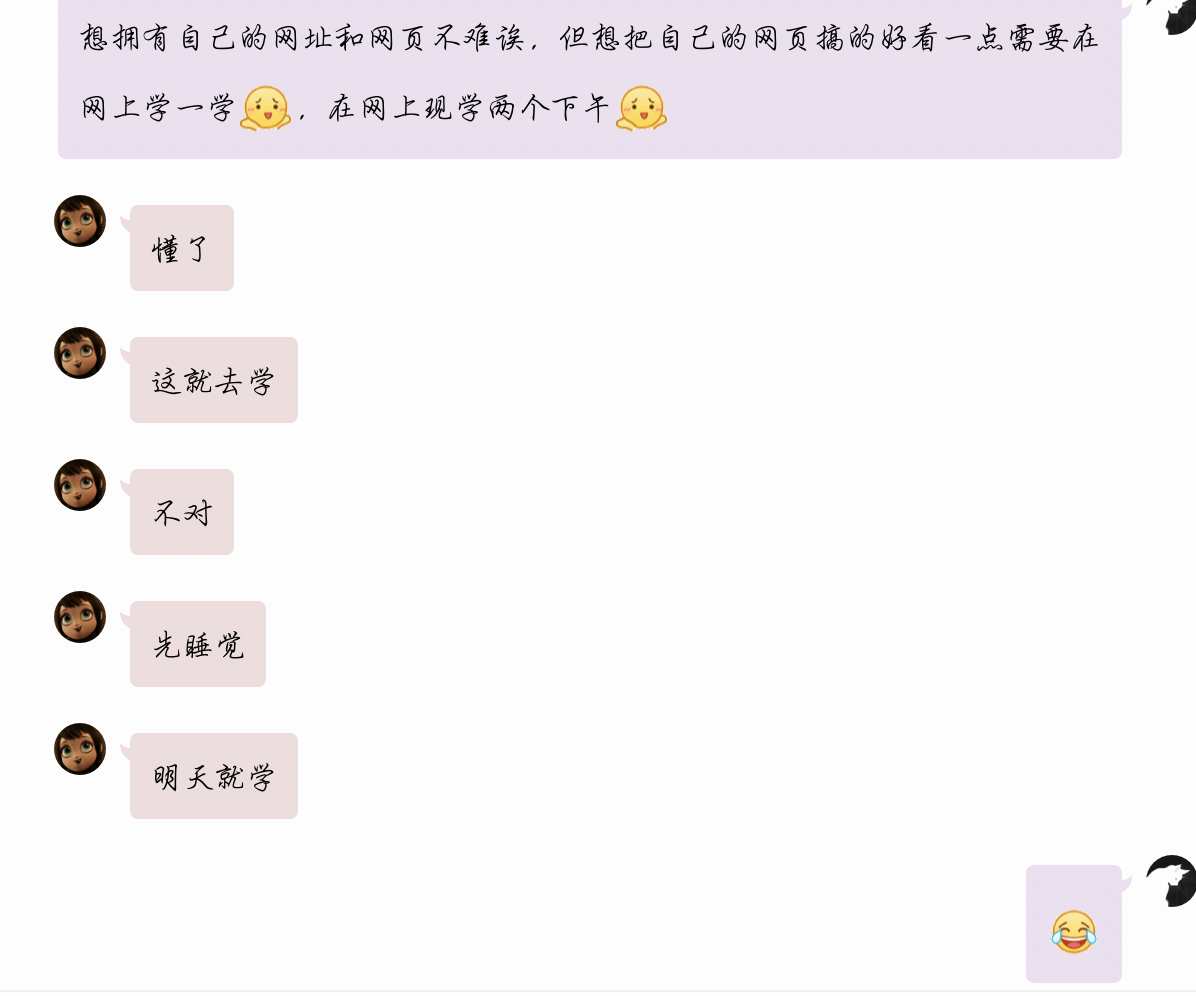 想拥有自己的网址和网页不难诶，但想把自己的网页搞的好看一点需要在
网上学一学，在网上现学两个下午
懂了
这就去学
不对
先睡觉
明天就学